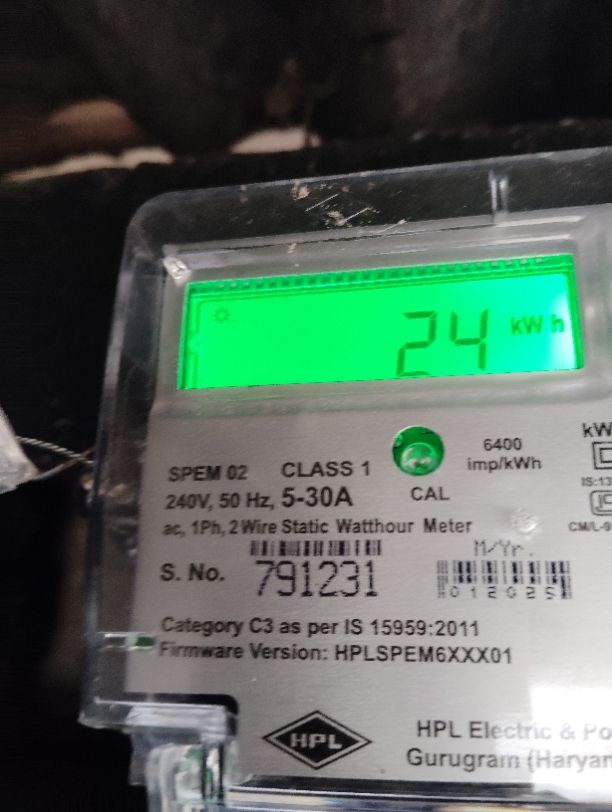 24 kWh
6400
imp/kWh
kW
SPEM 02 CLASS 1
240V, 50 Hz, 5-30A
CAL
ac, 1Ph, 2 Wire Static Watthour Meter
M/Yr.
S. No. 791231
012025
Category C3 as per IS 15959:2011
Firmware Version: HPLSPEM6XXX01
HPL
HPL Electric &
Gurugram